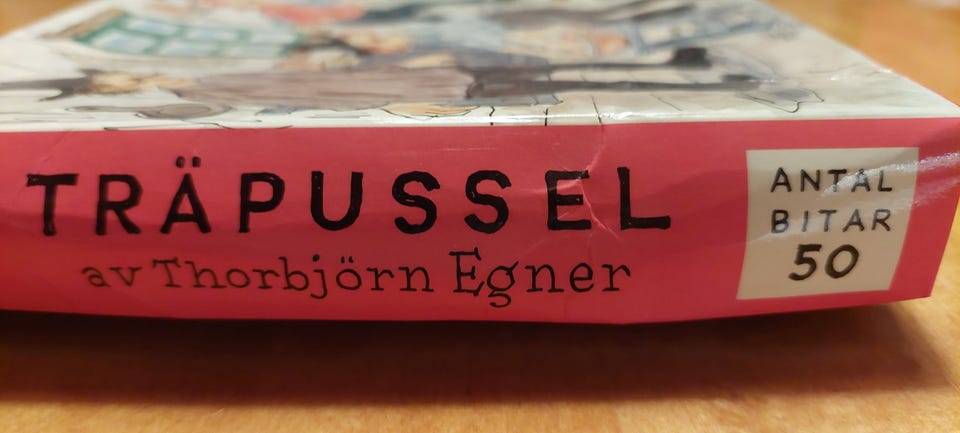 TRÄPUSSEL
av Thorbjörn Egner
ANTAL
BITAR
50